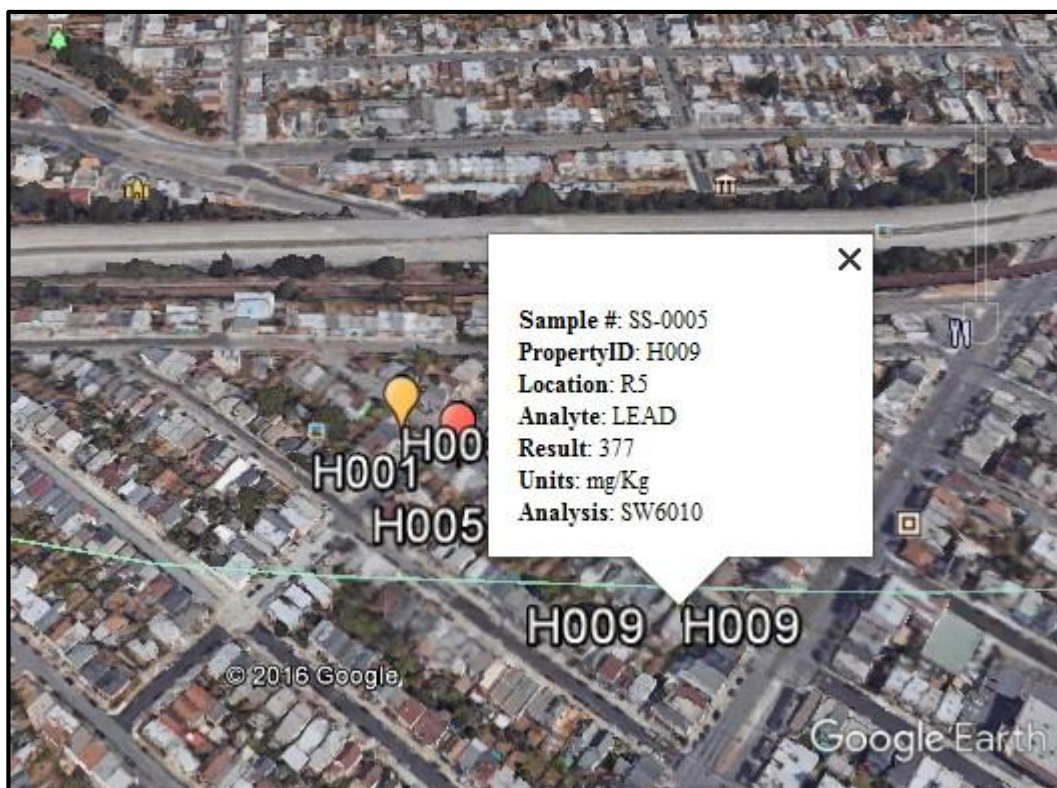 Sample #: SS-0005
PropertyID: H009
Location: R5
Analyte: LEAD
Result: 377
Units: mg/Kg
Analysis: SW6010
H001
H005
H009 H009
© 2016 Google
Google Earth